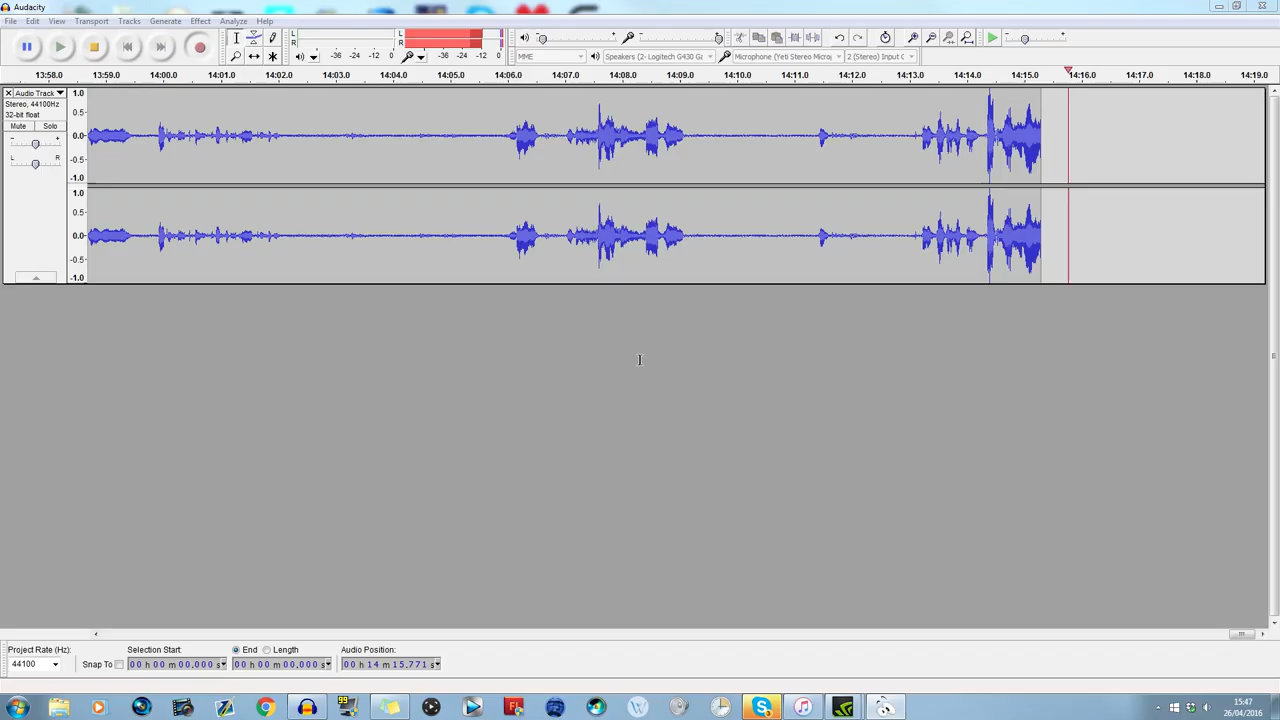 Audacity
File Edit View Transport Tracks Generate Effect Analyze Help
L
R
-36 -24 -12 0
L
R
-36 -24 -12 0
MME
Speakers (2- Logitech G430 G
Microphone (Yeti Stereo Microp
2 (Stereo) Input C
13:58.0 13:59.0 14:00.0 14:01.0 14:02.0 14:03.0 14:04.0 14:05.0 14:06.0 14:07.0 14:08.0 14:09.0 14:10.0 14:11.0 14:12.0 14:13.0 14:14.0 14:15.0 14:16.0 14:17.0 14:18.0 14:19.0
Audio Track
Stereo, 44100Hz
32-bit float
Mute Solo
- +
L R
1.0
0.5
0.0
-0.5
-1.0
1.0
0.5
0.0
-0.5
-1.0
Project Rate (Hz):
44100
Snap To
Selection Start:
00 h 00 m 00.000 s
End Length
00 h 00 m 00.000 s
Audio Position:
00 h 14 m 15.771 s
99
15:47
26/04/2016